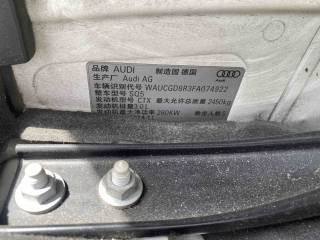 品牌 AUDI 制造国 德国
生产厂 Audi AG
车辆识别代号 WAUCGD8R3FA074922
整车型号 SQ5
发动机型号 CTX 最大允许总质量 2460kg
发动机排量3.0L
发动机最大净功率 260KW